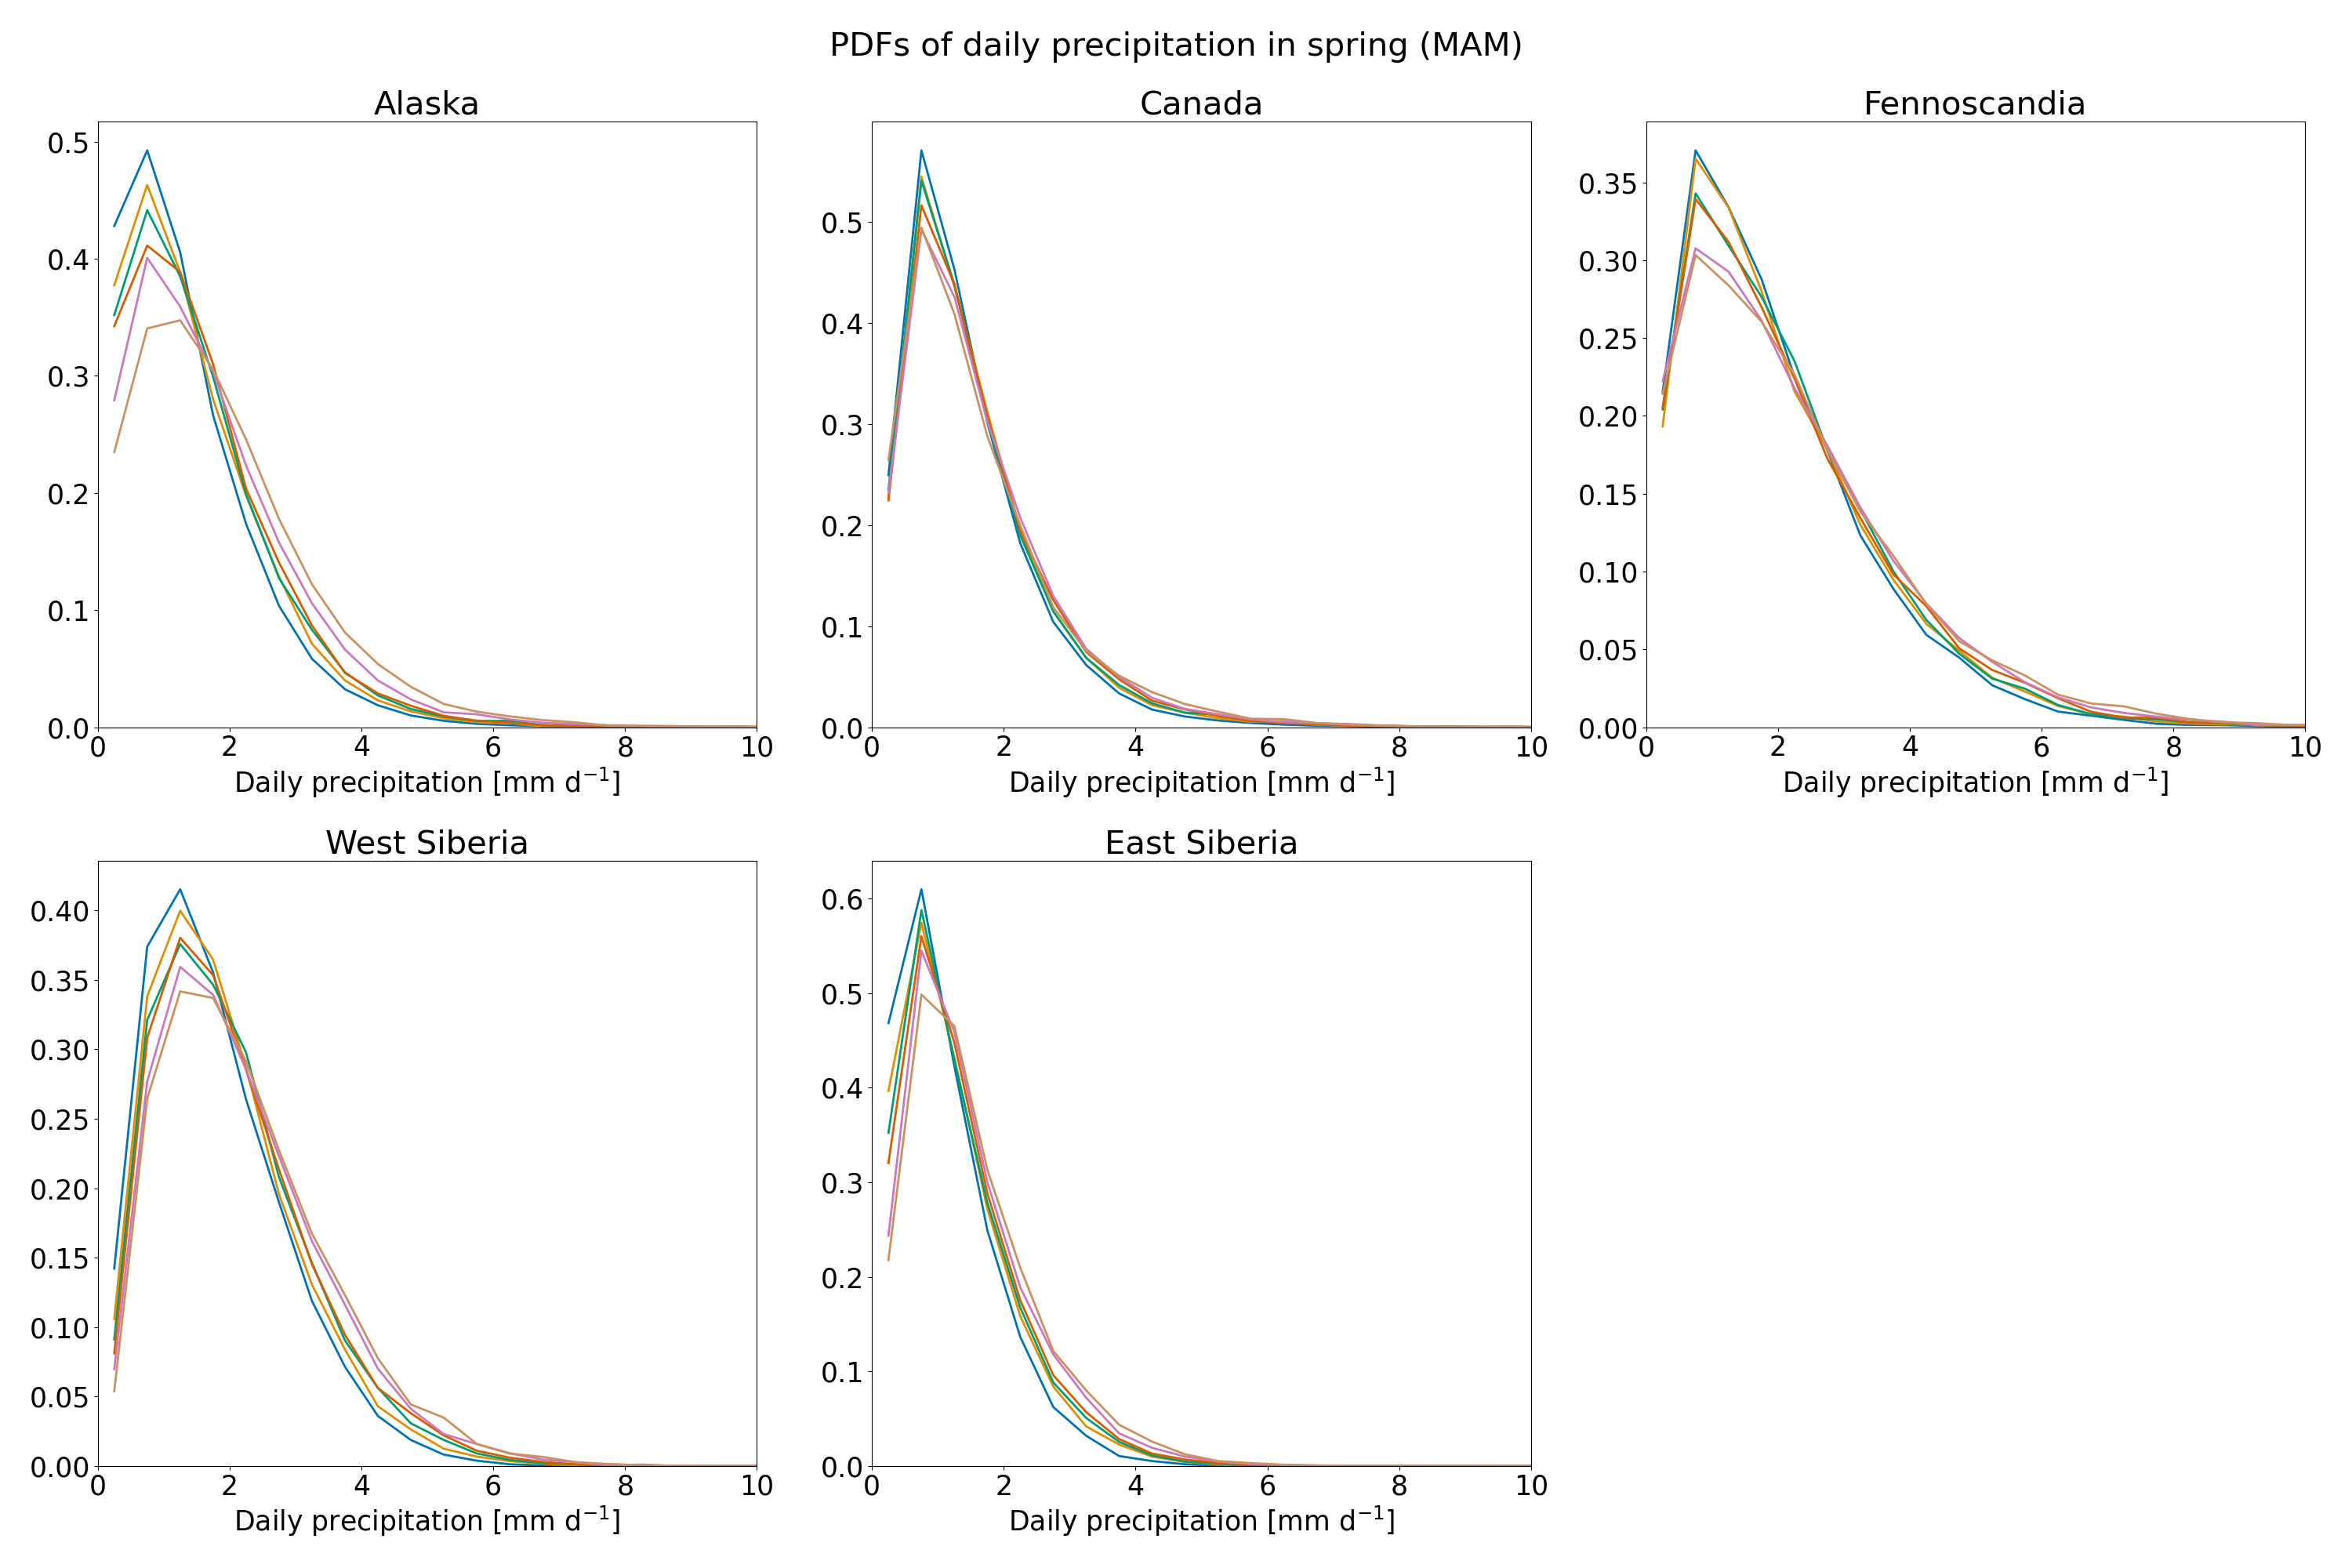 PDFs of daily precipitation in spring (MAM)
Alaska
Canada
Fennoscandia
0.5
0.4
0.3
0.2
0.1
0.0
0 2 4 6 8 10
Daily precipitation [mm d⁻¹]
0.5
0.4
0.3
0.2
0.1
0.0
0 2 4 6 8 10
Daily precipitation [mm d⁻¹]
0.35
0.30
0.25
0.20
0.15
0.10
0.05
0.00
0 2 4 6 8 10
Daily precipitation [mm d⁻¹]
West Siberia
East Siberia
0.40
0.35
0.30
0.25
0.20
0.15
0.10
0.05
0.00
0 2 4 6 8 10
Daily precipitation [mm d⁻¹]
0.6
0.5
0.4
0.3
0.2
0.1
0.0
0 2 4 6 8 10
Daily precipitation [mm d⁻¹]